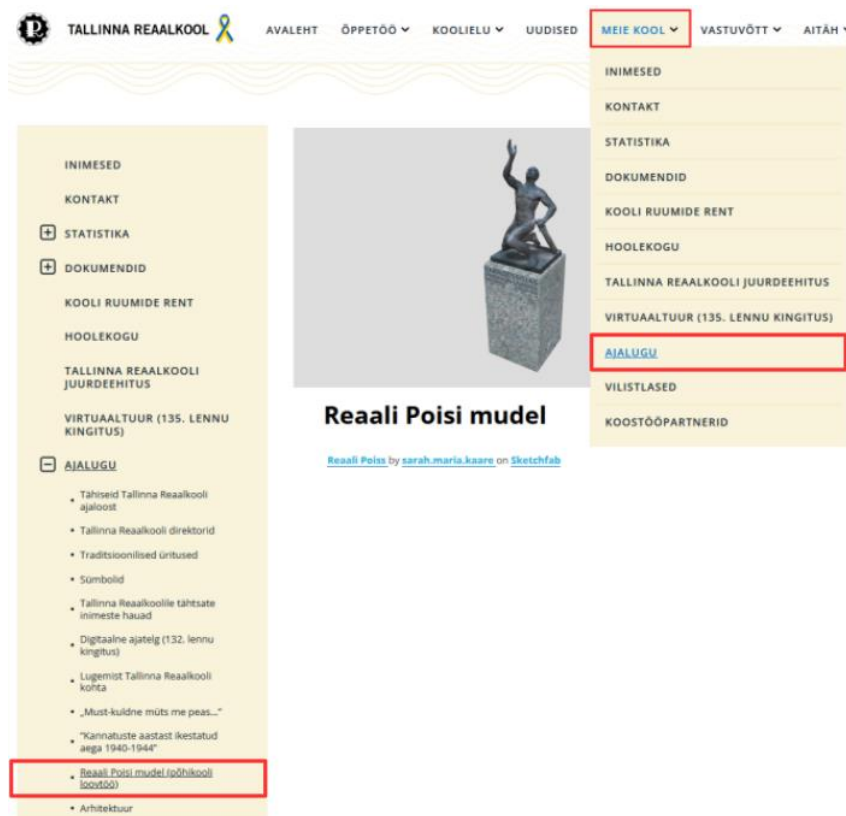 TALLINNA REAALKOOL
AVALEHT
ÕPPETÖÖ
KOOLIELU
UUDISED
MEIE KOOL
VASTUVÕTT
AITÄH
INIMESED
KONTAKT
STATISTIKA
DOKUMENDID
KOOLI RUUMIDE RENT
HOOLEKOGU
TALLINNA REAALKOOLI JUURDEEHITUS
VIRTUAALTUUR (135. LENNU KINGITUS)
AJALUGU
VILISTLASED
KOOSTÖÖPARTNERID
INIMESED
KONTAKT
STATISTIKA
DOKUMENDID
KOOLI RUUMIDE RENT
HOOLEKOGU
TALLINNA REAALKOOLI
JUURDEEHITUS
VIRTUAALTUUR (135. LENNU
KINGITUS)
AJALUGU
Tähiseid Tallinna Reaalkooli
ajaloost
Tallinna Reaalkooli direktorid
Traditsioonilised üritused
Sümbolid
Tallinna Reaalkoolile tähtsate
inimeste hauad
Digitaalne ajatelg (132. lennu
kingitus)
Lugemist Tallinna Reaalkooli
kohta
„Must-kuldne müts me peas..."
"Kannatuste aastast ikestatud
aega 1940-1944"
Reaali Poisi mudel (põhikooli
loovtöö)
Arhitektuur
Reaali Poisi mudel
Reaali Poiss by sarah.maria.kaare on Sketchfab